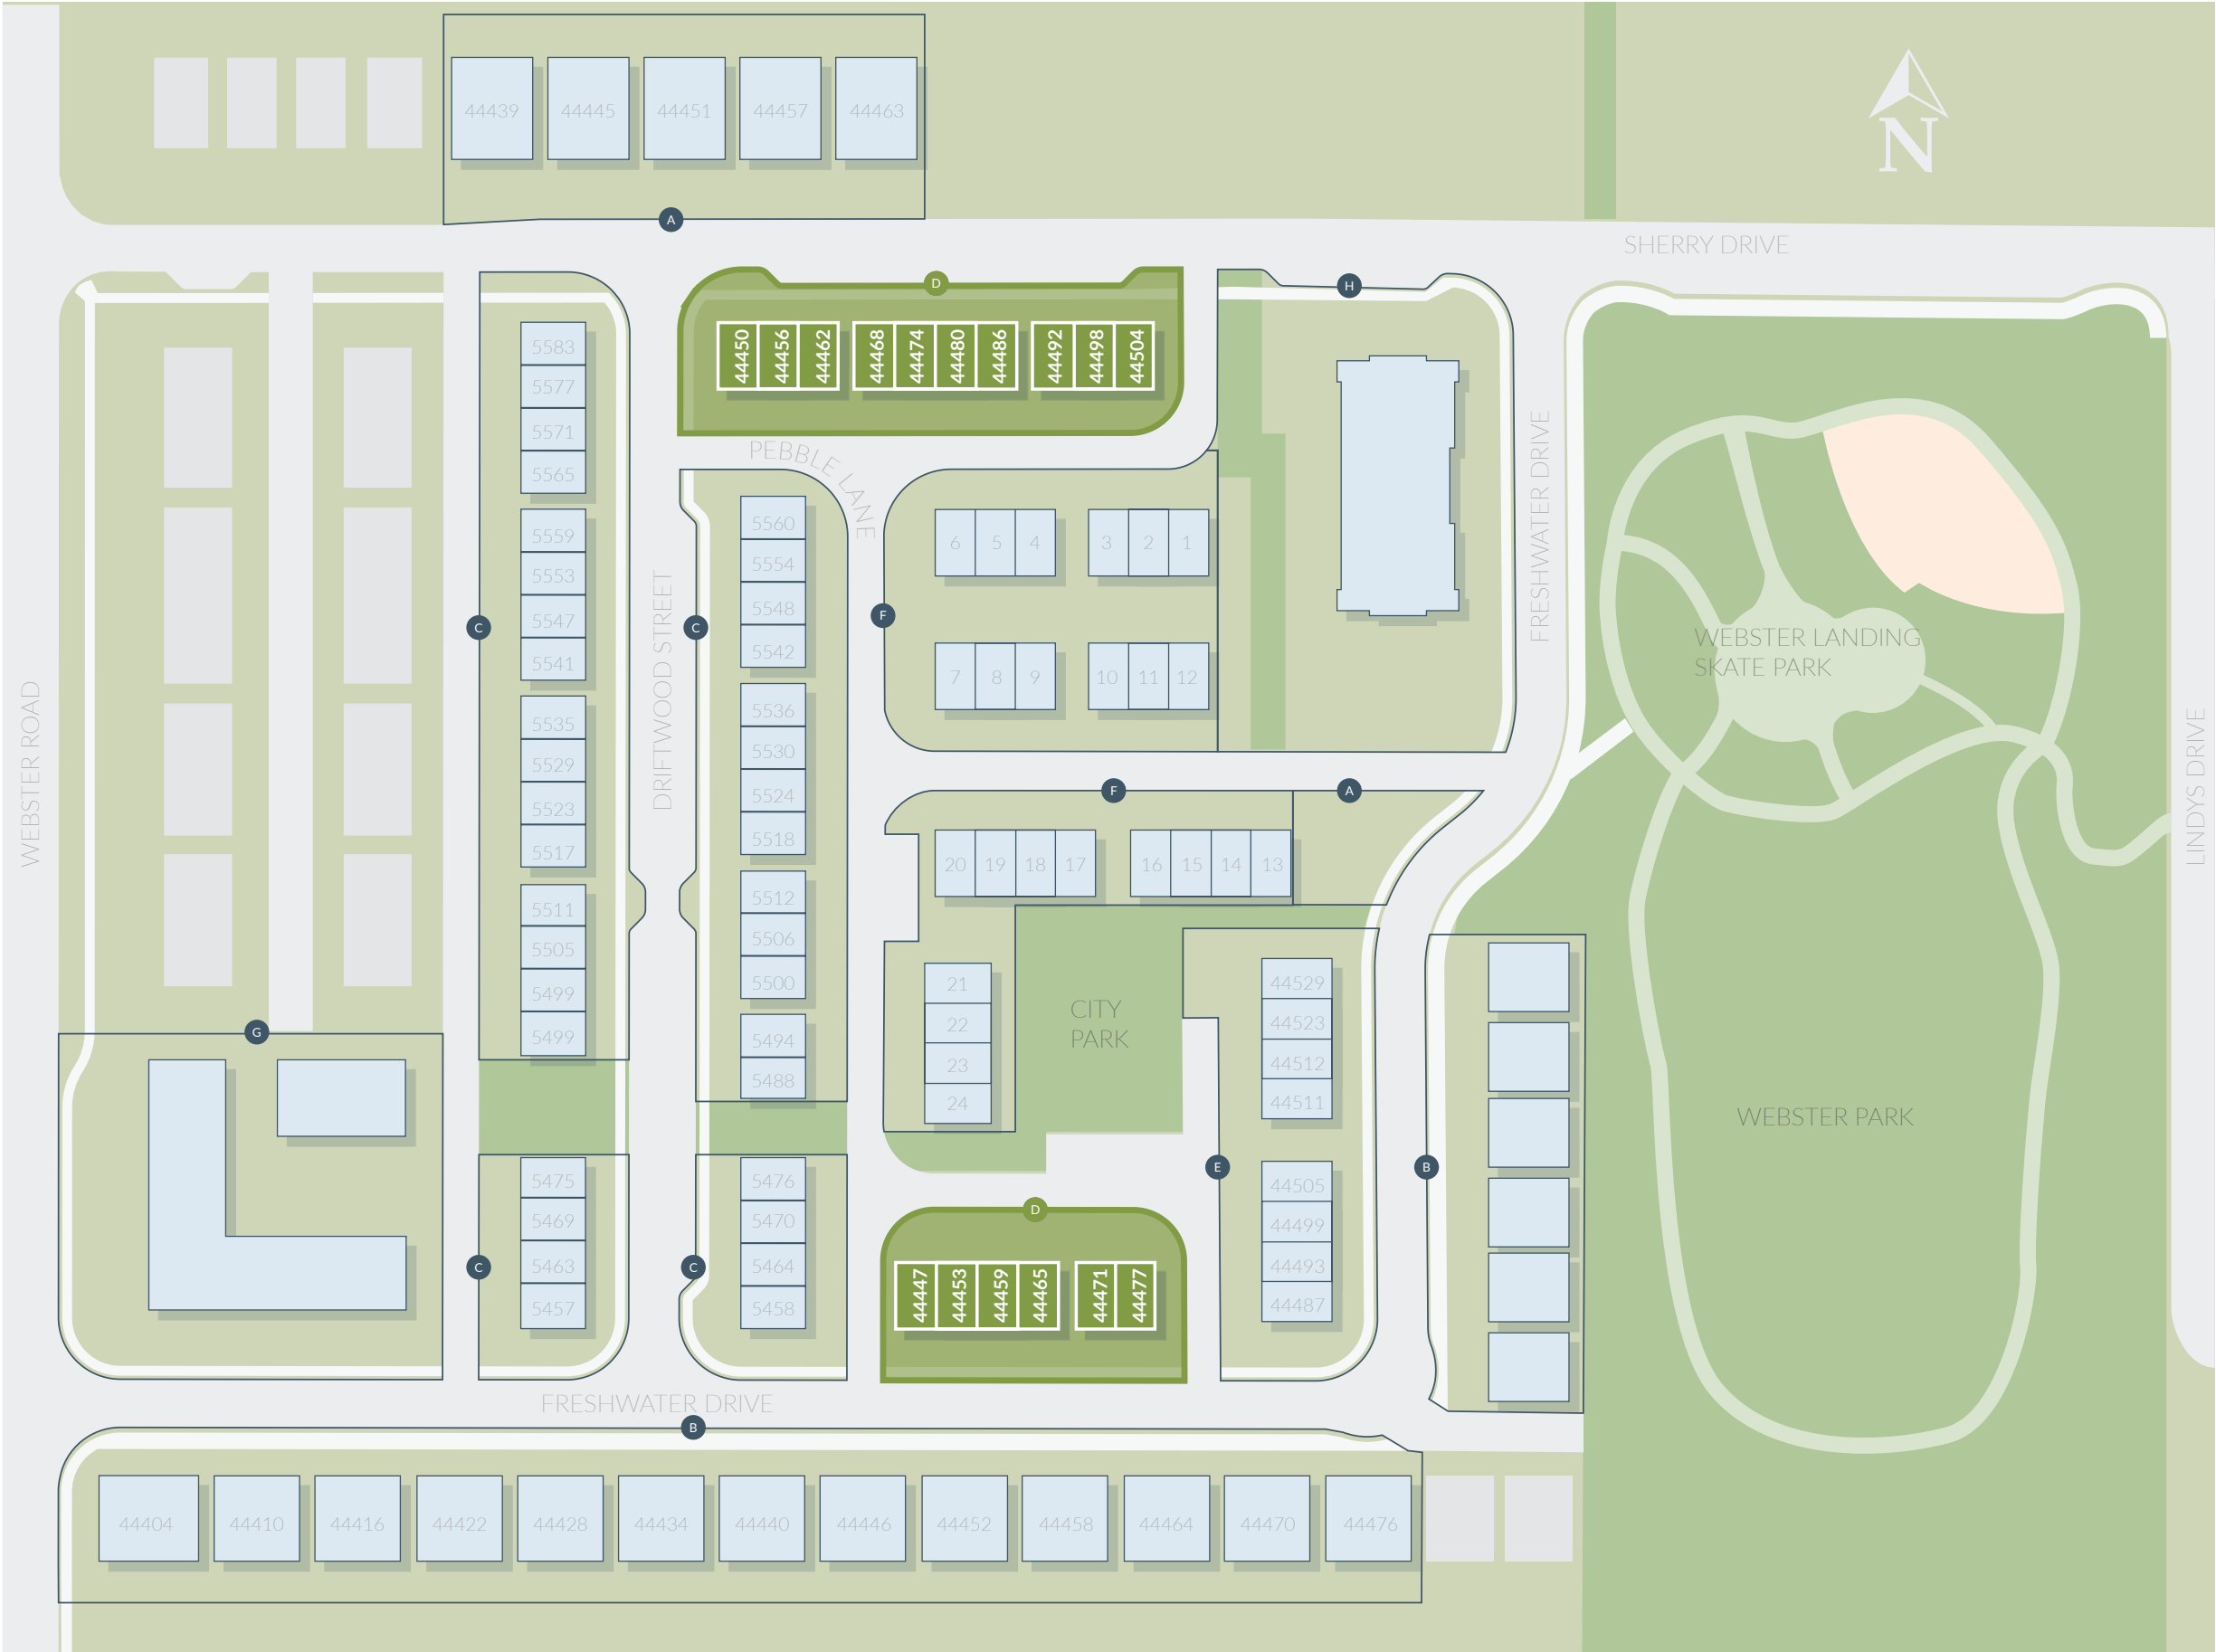 44439 44445 44451 44457 44463
A
N
SHERRY DRIVE
D
H
44450 44456 44462 44468 44474 44480 44486 44492 44498 44504
PEBBLE LANE
5583
5577
5571
5565
5559
5553
5547
5541
5535
5529
5523
5517
5511
5505
5499
5499
C
DRIFTWOOD STREET
C
5560
5554
5548
5542
5536
5530
5524
5518
5512
5506
5500
5494
5488
F
6 5 4 3 2 1
7 8 9 10 11 12
FRESHWATER DRIVE
WEBSTER LANDING
SKATE PARK
WEBSTER ROAD
LINDYS DRIVE
F
A
20 19 18 17 16 15 14 13
21
22
23
24
CITY
PARK
44529
44523
44512
44511
44505
44499
44493
44487
E
B
WEBSTER PARK
G
5475
5469
5463
5457
C
5476
5470
5464
5458
C
D
44447 44453 44459 44465 44471 44477
FRESHWATER DRIVE
B
44404 44410 44416 44422 44428 44434 44440 44446 44452 44458 44464 44470 44476